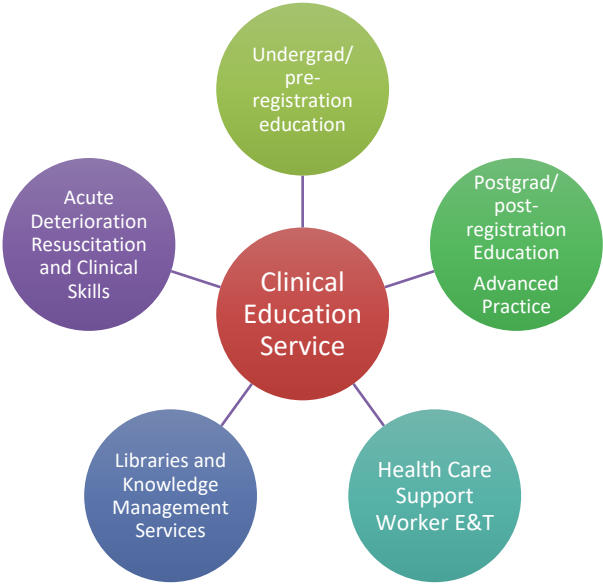 Undergrad/
pre-
registration
education
Postgrad/
post-
registration
Education
Advanced
Practice
Health Care
Support
Worker E&T
Libraries and
Knowledge
Management
Services
Acute
Deterioration
Resuscitation
and Clinical
Skills
Clinical
Education
Service